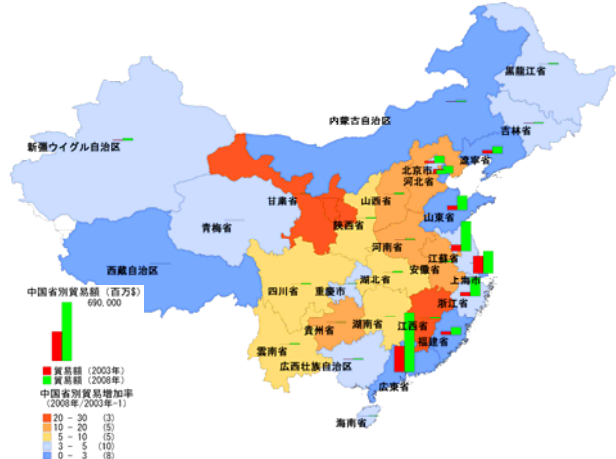 黒龍江省
内蒙古自治区
吉林省
新彊ウイグル自治区
遼寧省
北京市
河北省
甘粛省
山西省
山東省
青梅省
陝西省
河南省
江蘇省
西蔵自治区
安徽省
湖北省
上海市
四川省
重慶市
浙江省
貴州省
湖南省
江西省
福建省
雲南省
広西壮族自治区
広東省
海南省
中国省別貿易額 (百万$)
690,000
貿易額 (2003年)
貿易額 (2008年)
中国省別貿易増加率
(2008年/2003年-1)
20 - 30 (3)
10 - 20 (5)
5 - 10 (5)
3 - 5 (10)
0 - 3 (8)